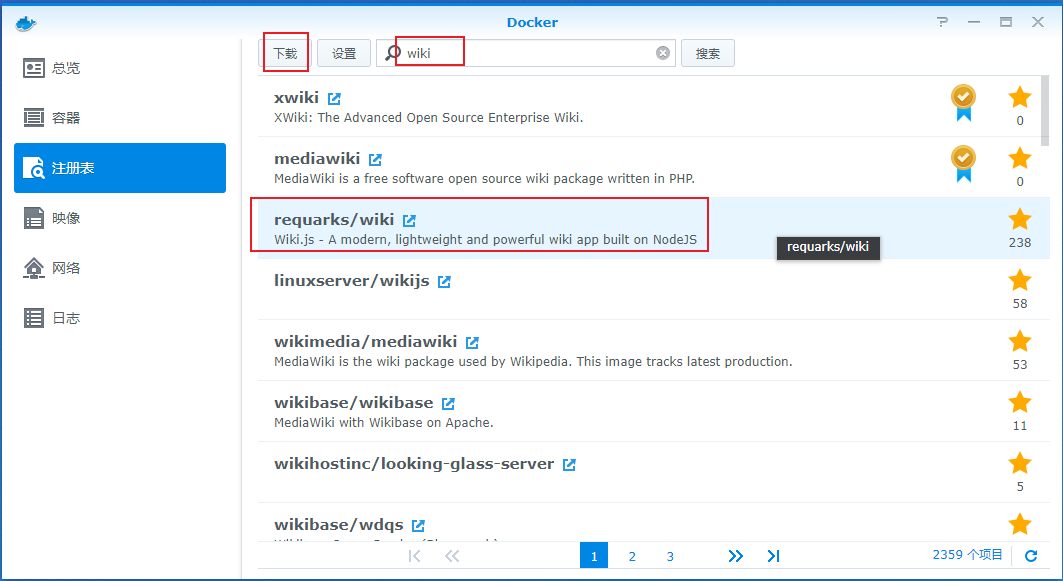 Docker
总览
容器
注册表
映像
网络
日志
下载
设置
wiki
搜索
xwiki
XWiki: The Advanced Open Source Enterprise Wiki.
0
mediawiki
MediaWiki is a free software open source wiki package written in PHP.
0
requarks/wiki
Wiki.js - A modern, lightweight and powerful wiki app built on NodeJS
238
requarks/wiki
linuxserver/wikijs
58
wikimedia/mediawiki
MediaWiki is the wiki package used by Wikipedia. This image tracks latest production.
53
wikibase/wikibase
MediaWiki with Wikibase on Apache.
11
wikihostinc/looking-glass-server
5
wikibase/wdqs
1
2
3
2359 个项目